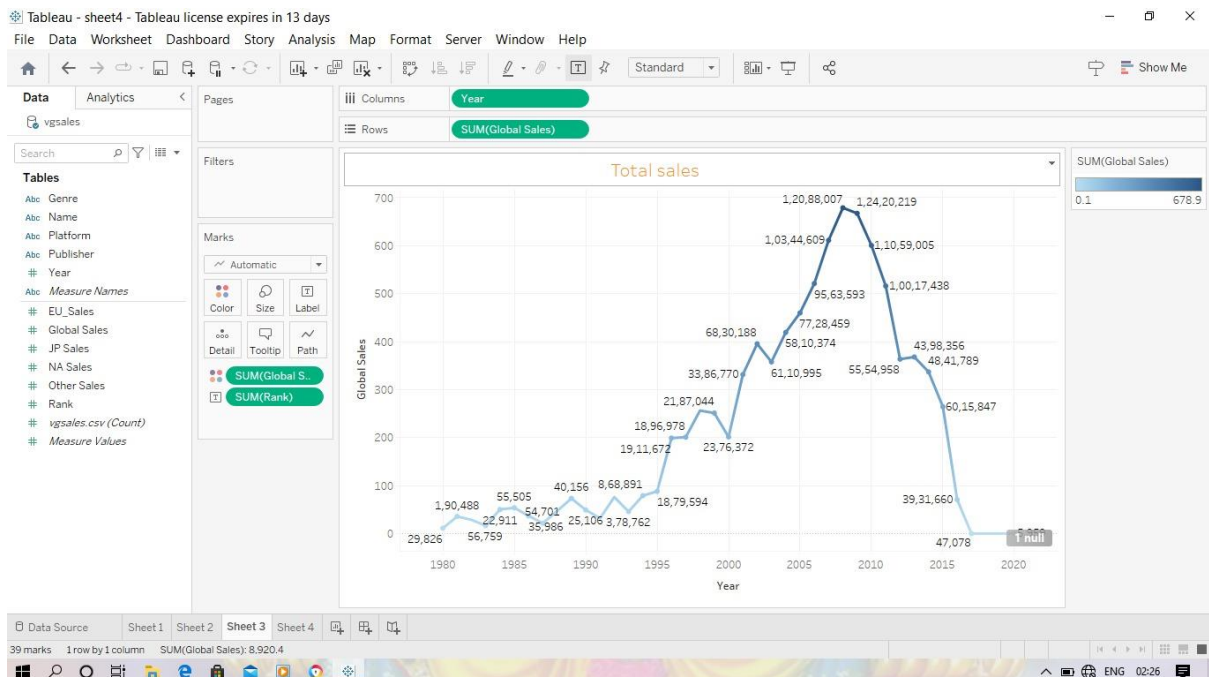 Tableau - sheet4 - Tableau license expires in 13 days
File Data Worksheet Dashboard Story Analysis Map Format Server Window Help
Standard
Show Me
Data Analytics
vgsales
Search
Tables
Abc Genre
Abc Name
Abc Platform
Abc Publisher
# Year
Abc Measure Names
# EU_Sales
# Global Sales
# JP Sales
# NA Sales
# Other Sales
# Rank
# vgsales.csv (Count)
# Measure Values
Pages
Filters
Marks
Automatic
Color Size Label
Detail Tooltip Path
SUM(Global S..
T SUM(Rank)
iii Columns Year
Rows SUM(Global Sales)
Total sales
Global Sales
700
600
500
400
300
200
100
0
1,20,88,007
1,24,20,219
1,03,44,609
1,10,59,005
95,63,593
1,00,17,438
77,28,459
68,30,188
58,10,374
43,98,356
48,41,789
33,86,770
61,10,995
55,54,958
21,87,044
60,15,847
18,96,978
19,11,672
23,76,372
40,156
8,68,891
55,505
18,79,594
1,90,488
54,701
39,31,660
22,911
35,986
25,106
3,78,762
29,826
56,759
47,078
1 null
1980 1985 1990 1995 2000 2005 2010 2015 2020
Year
SUM(Global Sales)
0.1 678.9
Data Source Sheet 1 Sheet 2 Sheet 3 Sheet 4
39 marks 1 row by 1 column SUM(Global Sales): 8,920.4
ENG 02:26